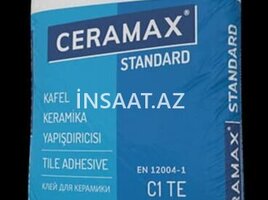 CERAMAX®
STANDARD
KAFEL
KERAMİKA
YAPIŞDIRICISI
TILE ADHESIVE
КЛЕЙ ДЛЯ КЕРАМИКИ
EN 12004-1
C1 TE
CERAMAX
STANDARD
İNSAAT.AZ